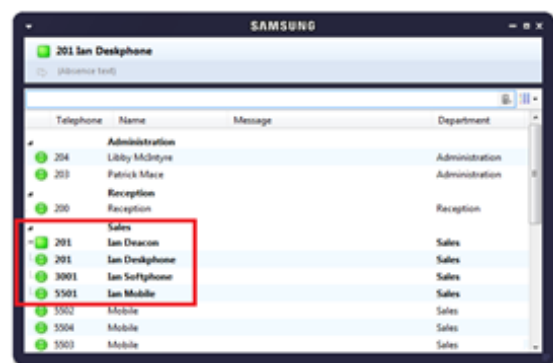 SAMSUNG
201 Ian Deskphone
(Absence text)
Telephone Name Message Department
Administration
204 Libby McIntyre Administration
203 Patrick Mace Administration
Reception
200 Reception Reception
Sales
201 Ian Deacon Sales
201 Ian Deskphone Sales
3001 Ian Softphone Sales
5501 Ian Mobile Sales
5502 Mobile Sales
5504 Mobile Sales
5503 Mobile Sales